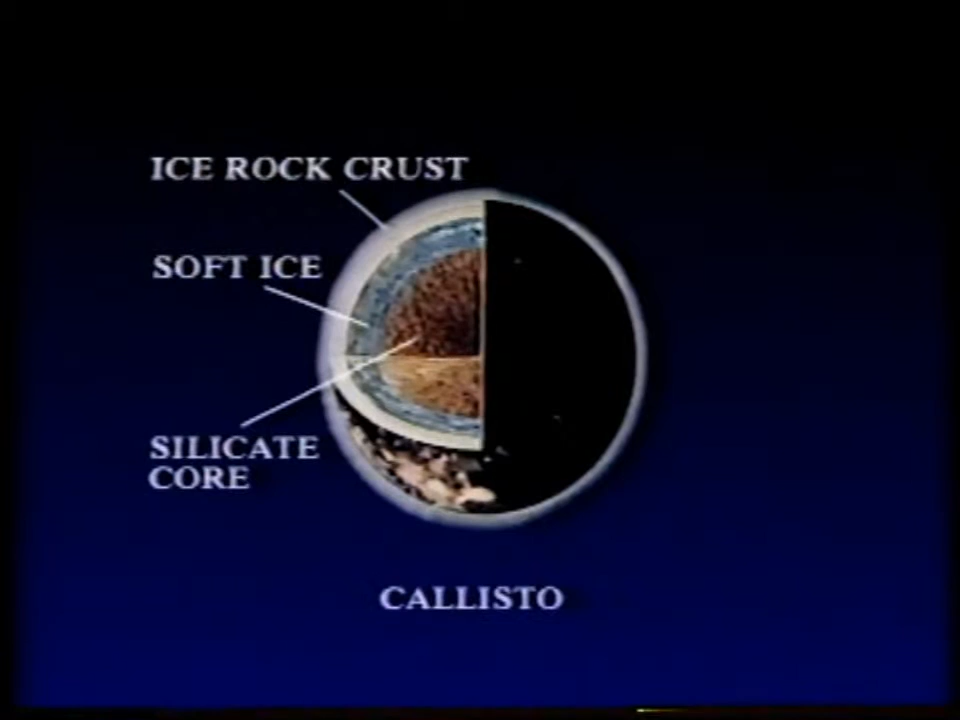 ICE ROCK CRUST
SOFT ICE
SILICATE
CORE
CALLISTO